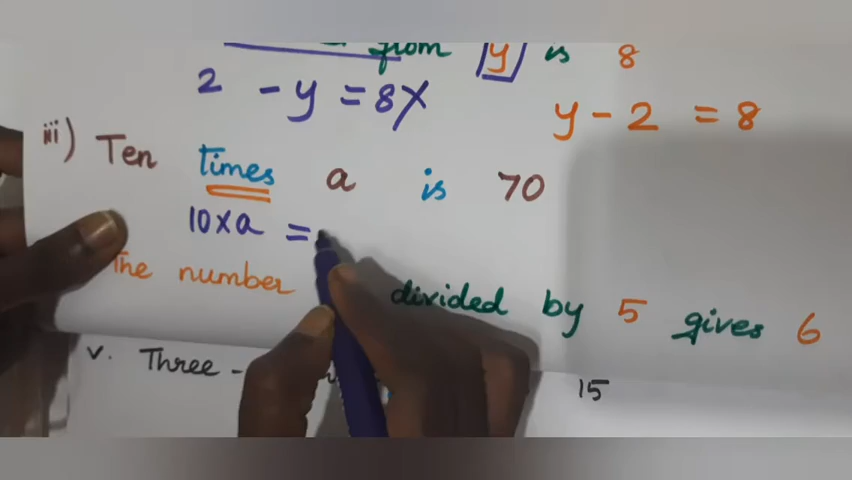 from y is 8
2 - y = 8 X
y - 2 = 8
iii) Ten times a is 70
10 x a =
The number divided by 5 gives 6
v. Three - 15